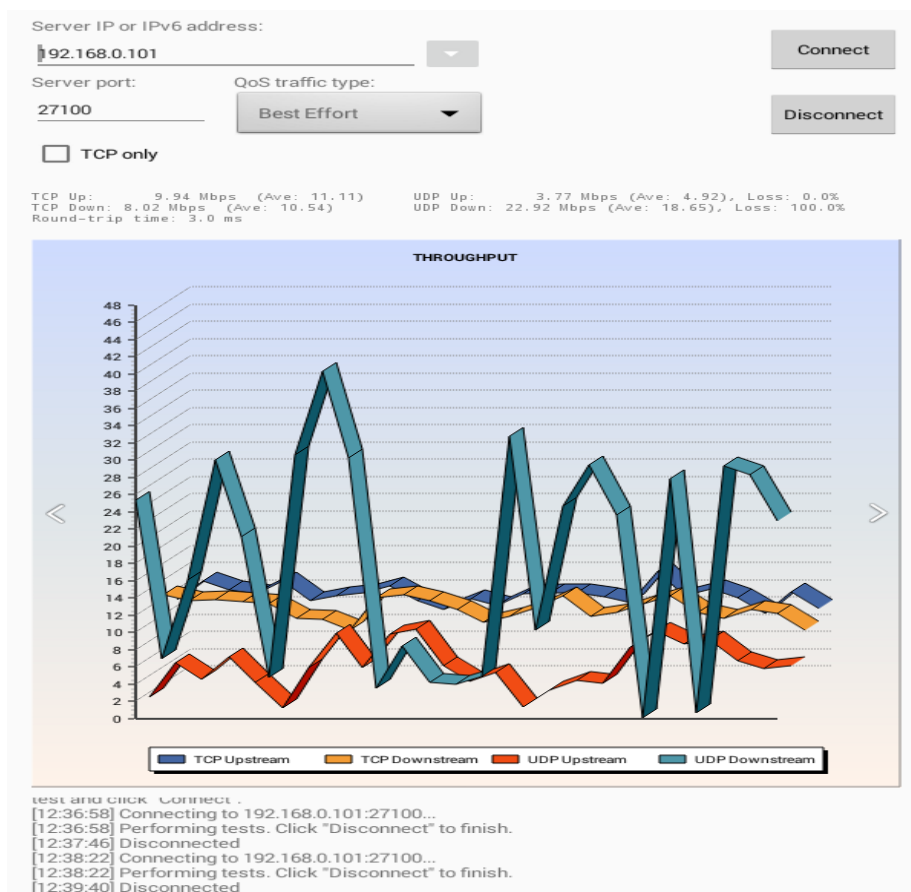 Server IP or IPv6 address:
192.168.0.101
Connect
Server port:
QoS traffic type:
27100
Best Effort
Disconnect
TCP only
TCP Up: 9.94 Mbps (Ave: 11.11) UDP Up: 3.77 Mbps (Ave: 4.92), Loss: 0.0%
TCP Down: 8.02 Mbps (Ave: 10.54) UDP Down: 22.92 Mbps (Ave: 18.65), Loss: 100.0%
Round-trip time: 3.0 ms
THROUGHPUT
48
46
44
42
40
38
36
34
32
30
28
26
24
22
20
18
16
14
12
10
8
6
4
2
0
TCP Upstream TCP Downstream UDP Upstream UDP Downstream
test and click "Connect".
[12:36:58] Connecting to 192.168.0.101:27100...
[12:36:58] Performing tests. Click "Disconnect" to finish.
[12:37:46] Disconnected
[12:38:22] Connecting to 192.168.0.101:27100...
[12:38:22] Performing tests. Click "Disconnect" to finish.
[12:39:40] Disconnected